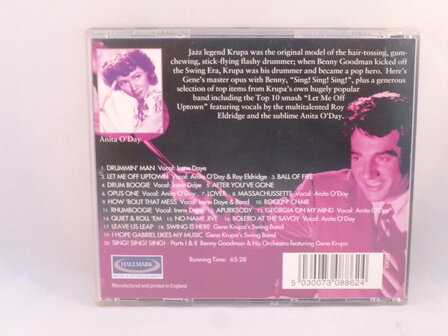 Jazz legend Krupa was the original model of the hair-tossing, gum-
chewing, stick-flying flashy drummer; when Benny Goodman kicked off
the Swing Era, Krupa was his drummer and became a pop hero. Here's
Gene's master opus with Benny, "Sing! Sing! Sing!", plus a generous
selection of top items from Krupa's own hugely popular
band including the Top 10 smash "Let Me Off
Uptown" featuring vocals by the multitalented Roy
Eldridge and the sublime Anita O'Day.
Anita O'Day
1. DRUMMIN' MAN Vocal: Irene Daye
2. LET ME OFF UPTOWN Vocal: Anita O'Day & Roy Eldridge 3. BALL OF FIRE
4. DRUM BOOGIE Vocal: Irene Daye 5. AFTER YOU'VE GONE
6. OPUS ONE Vocal: Anita O'Day 7. LOVER 8. MASSACHUSETTS Vocal: Anita O'Day
9. HOW 'BOUT THAT MESS Vocal: Irene Daye & Band 10. ROCKIN' CHAIR
11. RHUMBOOGIE Vocal: Irene Daye 12. APURKSODY 13. GEORGIA ON MY MIND Vocal: Anita O'Day
14. QUIET & ROLL 'EM 15. NO NAME JIVE 16. BOLERO AT THE SAVOY Vocal: Anita O'Day
17. LEAVE US LEAP 18. SWING IS HERE Gene Krupa's Swing Band
19. I HOPE GABRIEL LIKES MY MUSIC Gene Krupa's Swing Band
20. SING! SING! SING! - Parts I & II Benny Goodman & His Orchestra featuring Gene Krupa
HALLMARK
Running Time: 65:28
Manufactured and printed in England
5 030073 088624